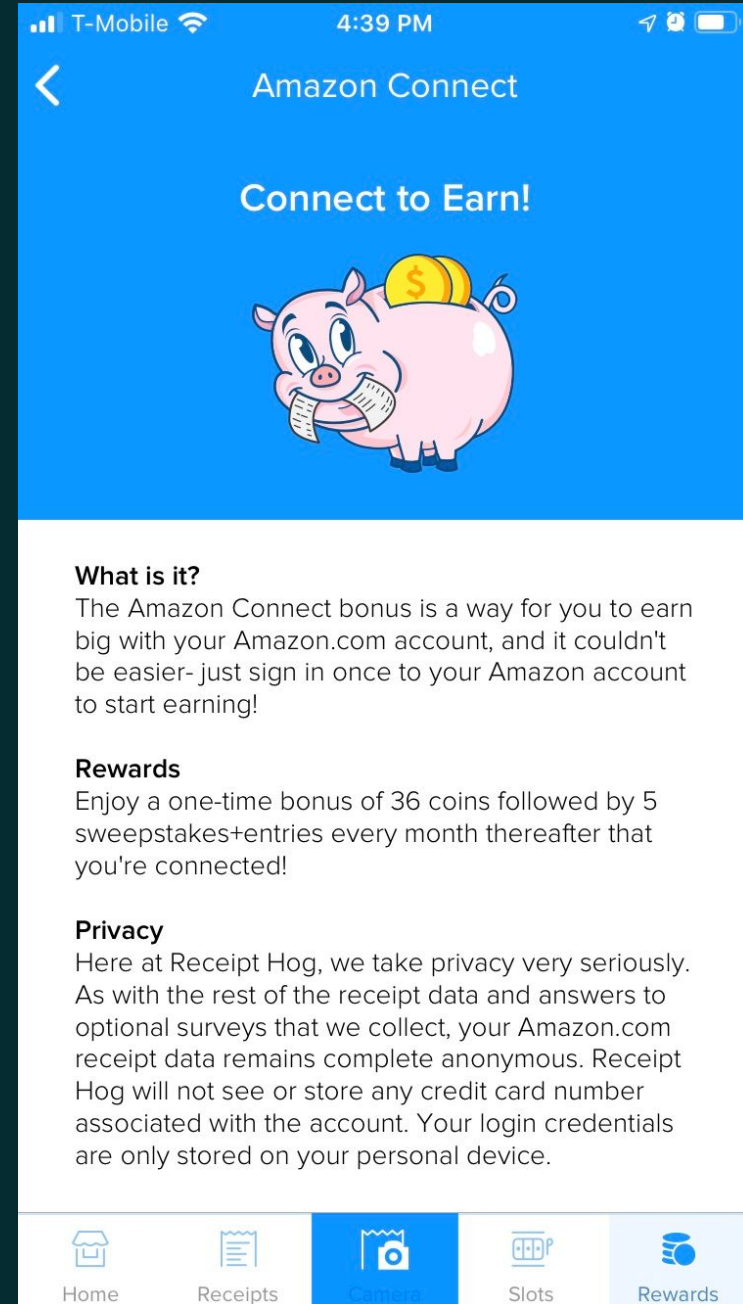 T-Mobile 4:39 PM
Amazon Connect
Connect to Earn!
$
What is it?
The Amazon Connect bonus is a way for you to earn
big with your Amazon.com account, and it couldn't
be easier- just sign in once to your Amazon account
to start earning!
Rewards
Enjoy a one-time bonus of 36 coins followed by 5
sweepstakes+entries every month thereafter that
you're connected!
Privacy
Here at Receipt Hog, we take privacy very seriously.
As with the rest of the receipt data and answers to
optional surveys that we collect, your Amazon.com
receipt data remains complete anonymous. Receipt
Hog will not see or store any credit card number
associated with the account. Your login credentials
are only stored on your personal device.
Home Receipts Camera Slots Rewards